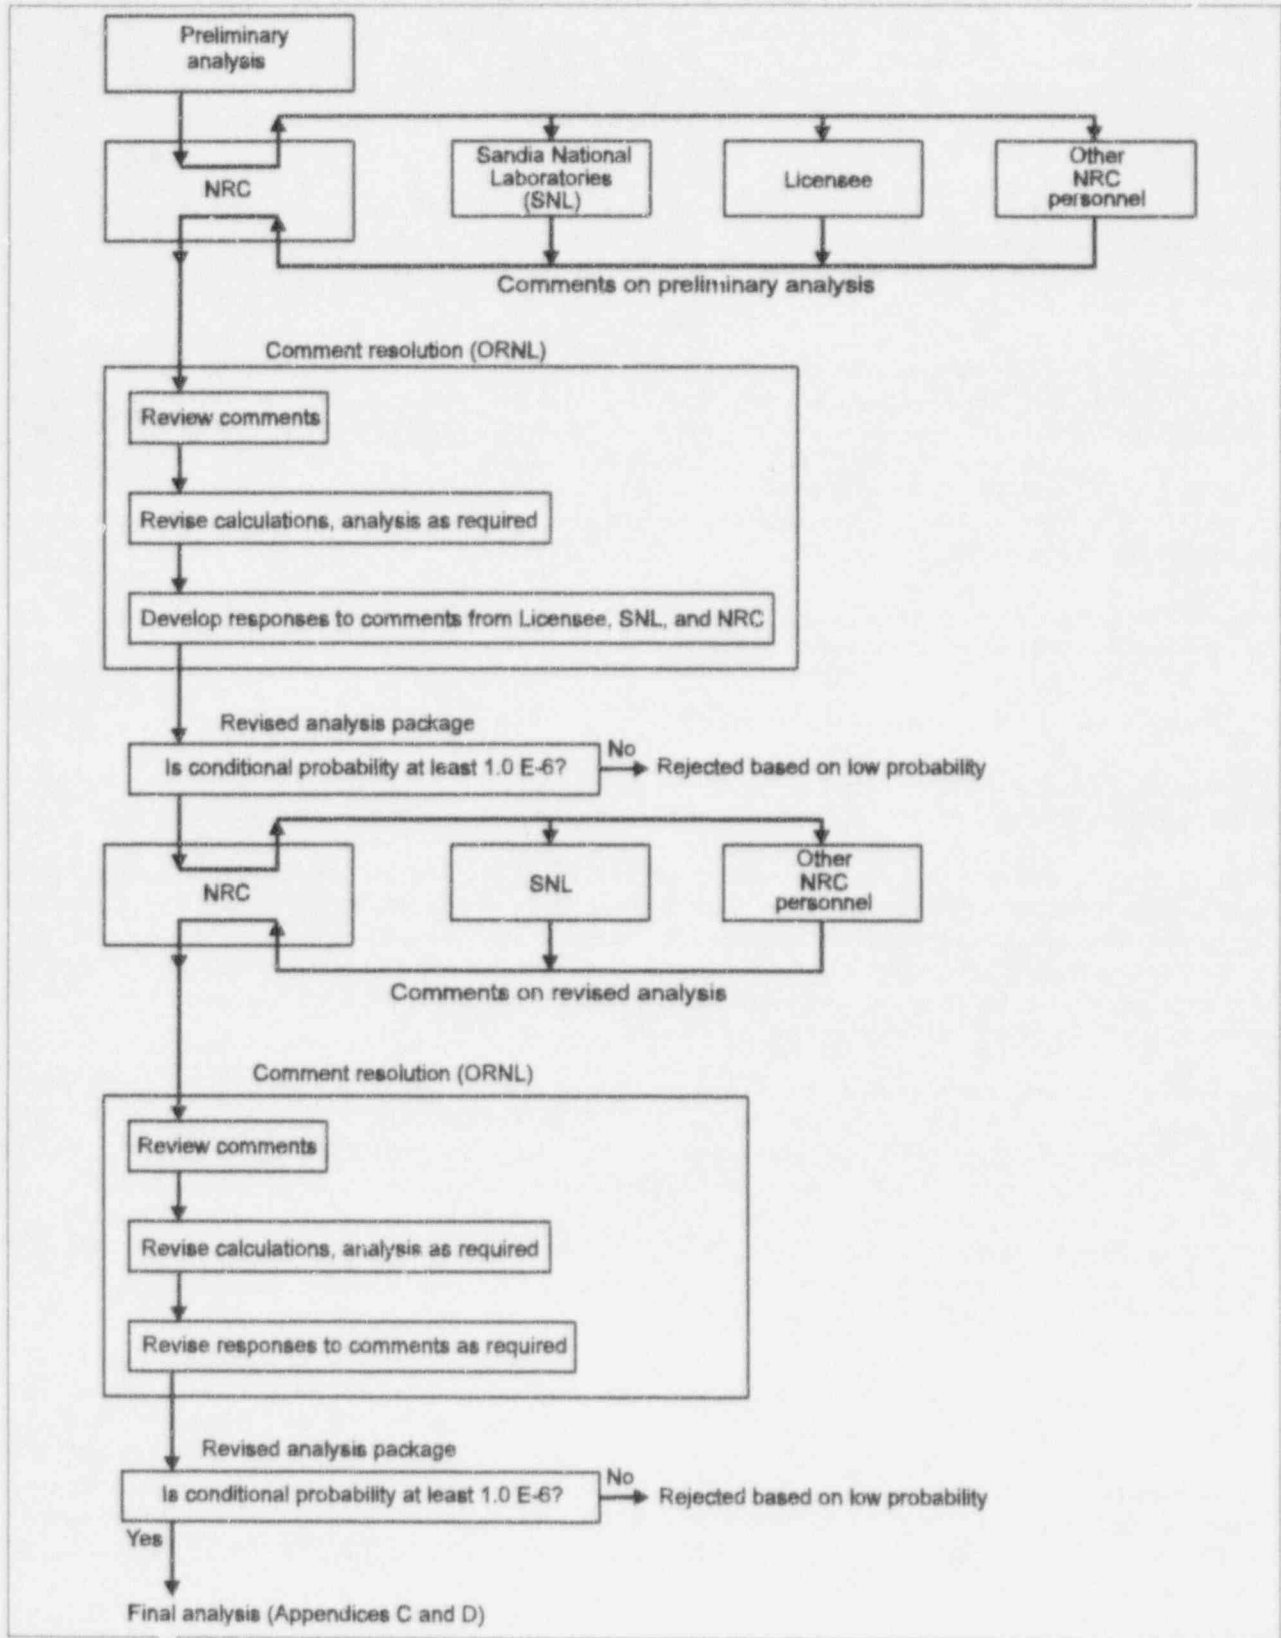 Preliminary
analysis
NRC
Sandia National
Laboratories
(SNL)
Licensee
Other
NRC
personnel
Comments on preliminary analysis
Comment resolution (ORNL)
Review comments
Revise calculations, analysis as required
Develop responses to comments from Licensee, SNL, and NRC
Revised analysis package
Is conditional probability at least 1.0 E-6?
No
Rejected based on low probability
NRC
SNL
Other
NRC
personnel
Comments on revised analysis
Comment resolution (ORNL)
Review comments
Revise calculations, analysis as required
Revise responses to comments as required
Revised analysis package
Is conditional probability at least 1.0 E-6?
No
Rejected based on low probability
Yes
Final analysis (Appendices C and D)